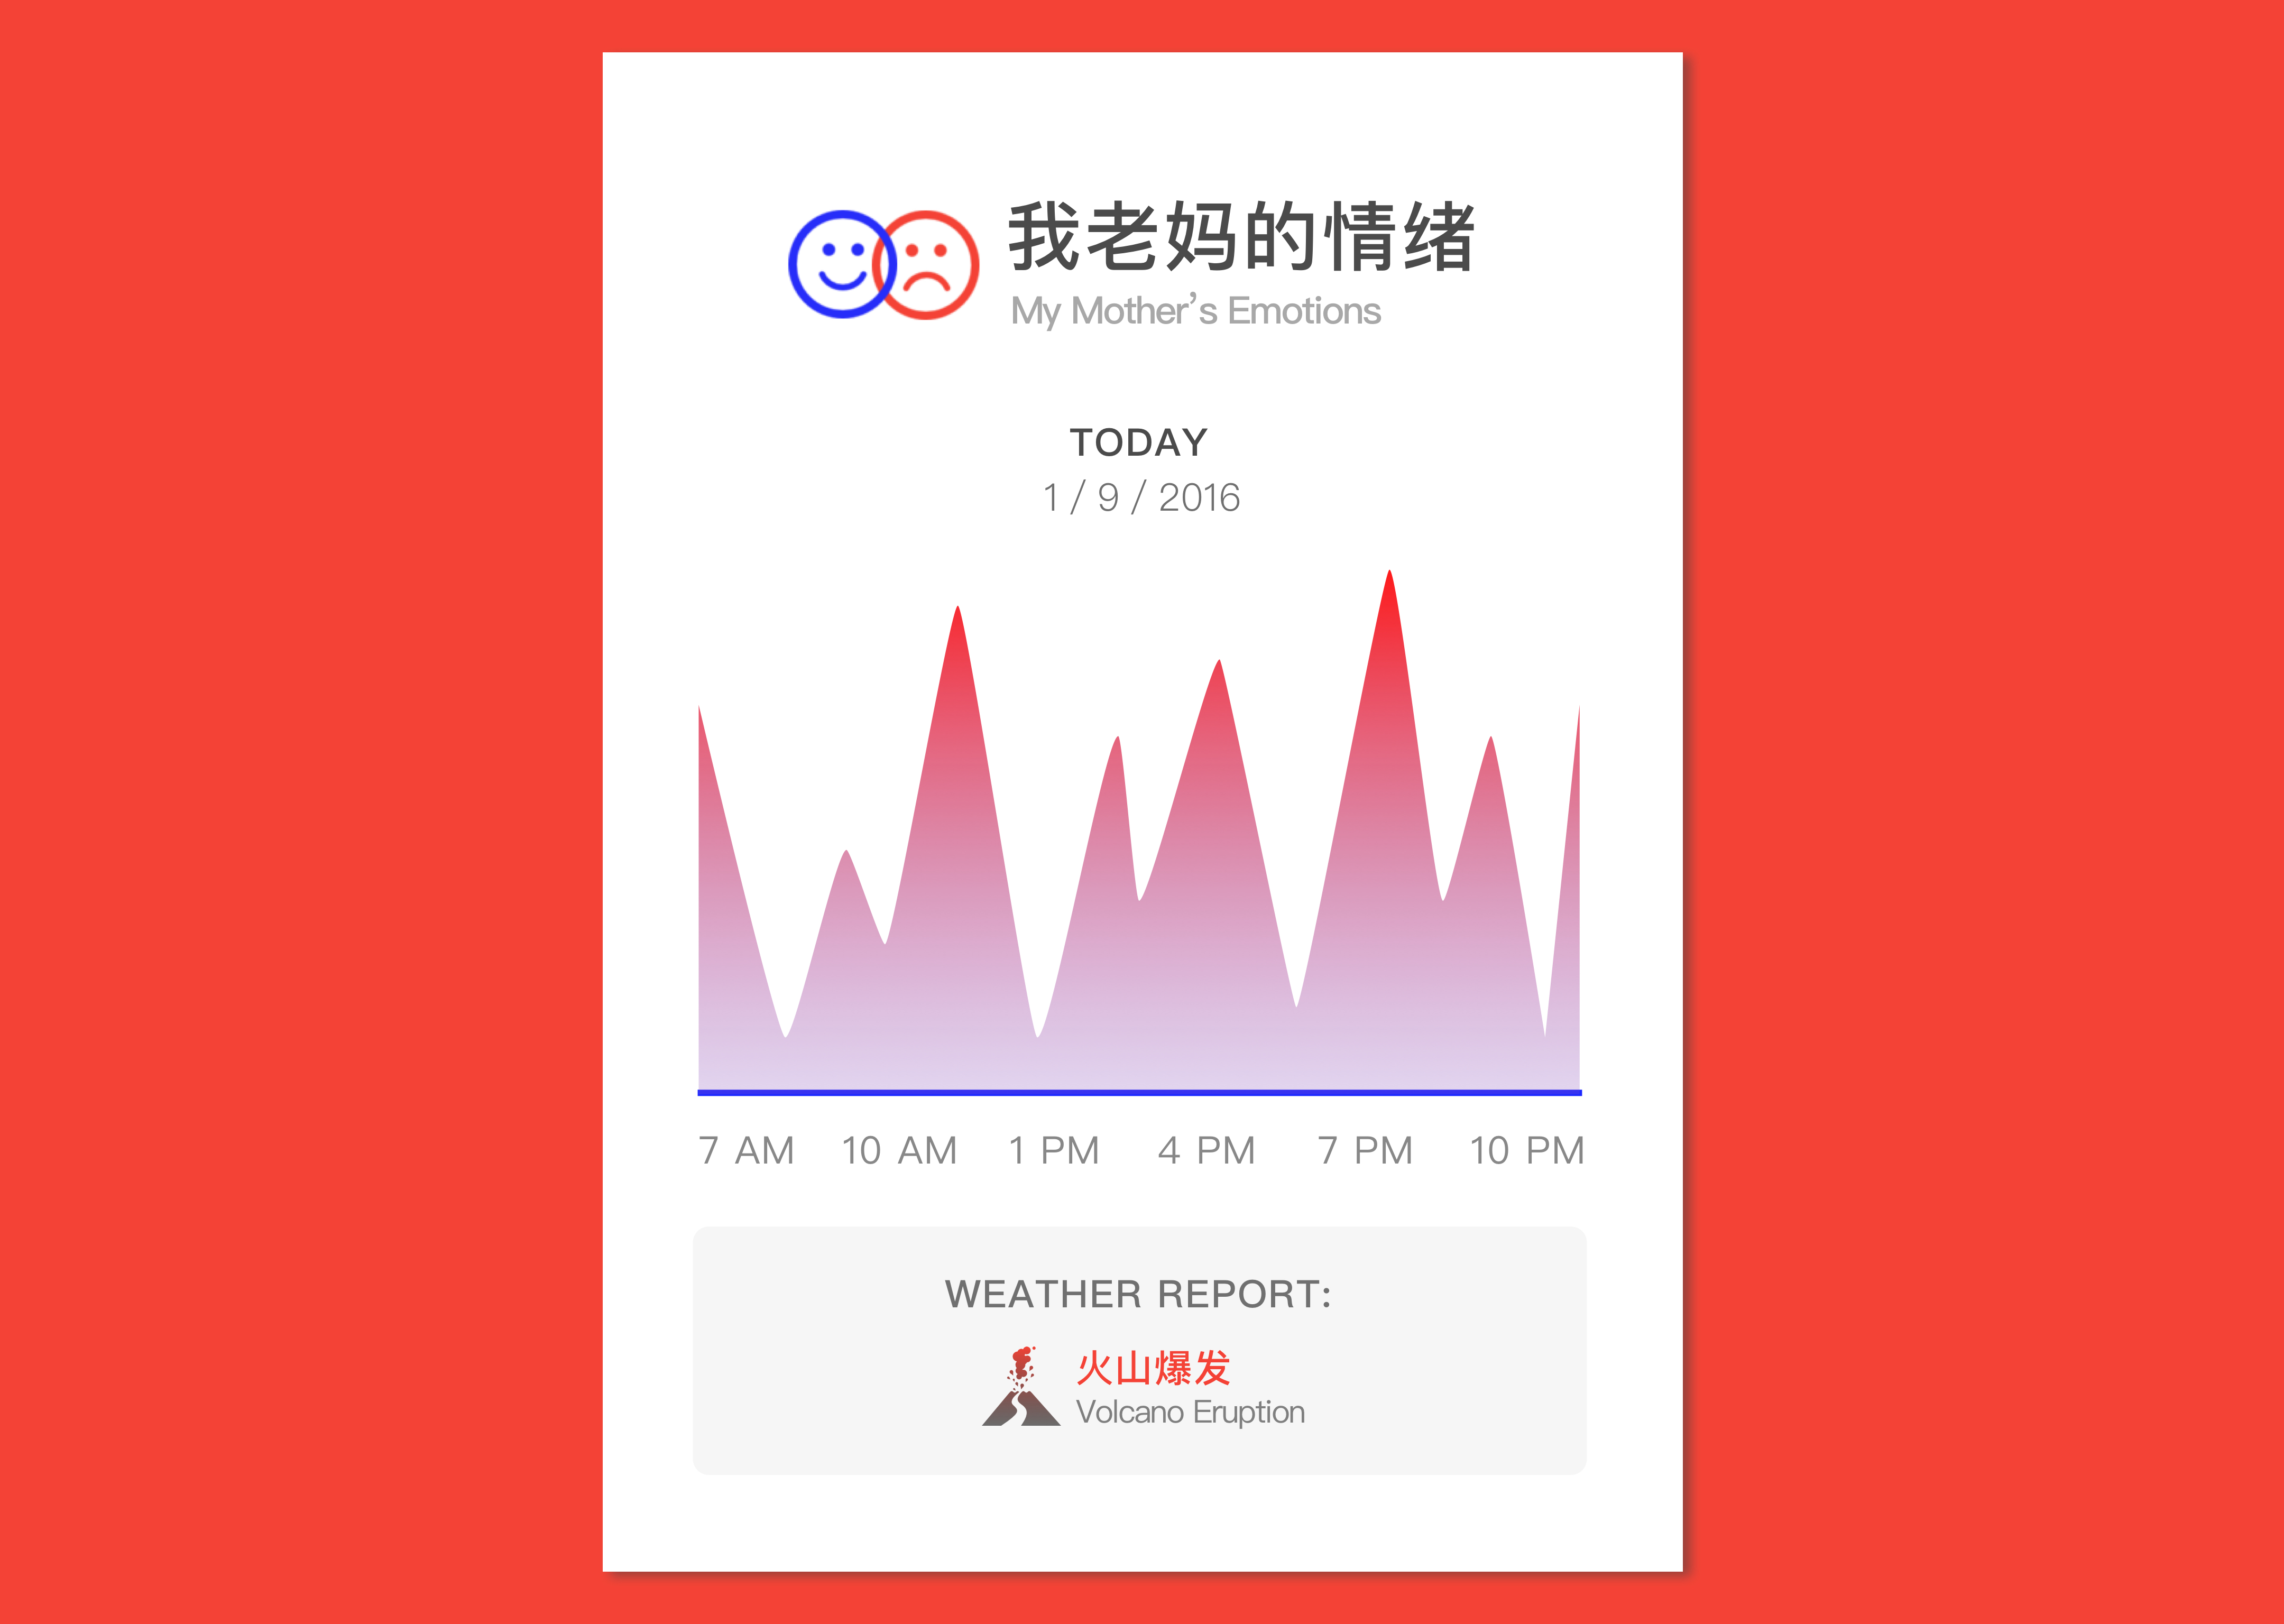 我老妈的情绪
My Mother’s Emotions
TODAY
1 / 9 / 2016
7 AM 10 AM 1 PM 4 PM 7 PM 10 PM
WEATHER REPORT:
火山爆发
Volcano Eruption